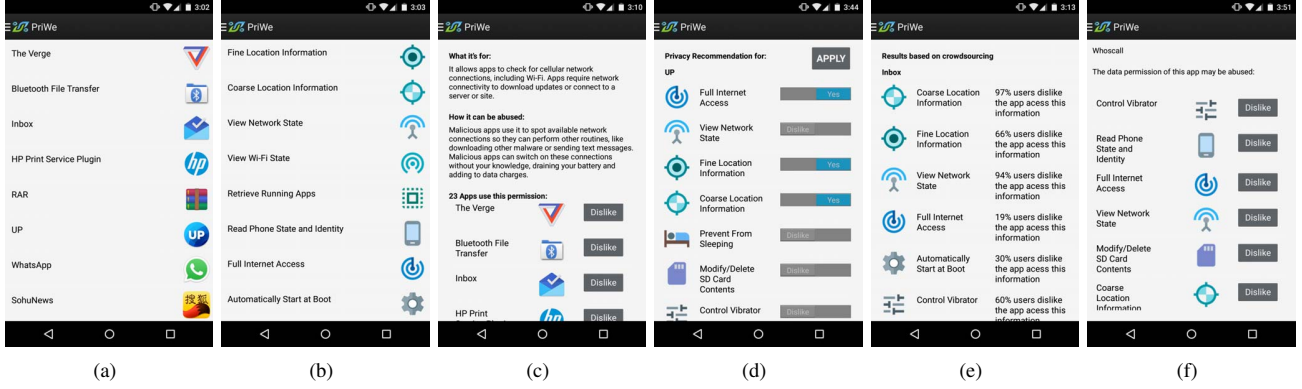 3:02
PriWe
The Verge
Bluetooth File Transfer
Inbox
HP Print Service Plugin
hp
RAR
UP
UP
WhatsApp
SohuNews
搜狐
(a)
3:03
PriWe
Fine Location Information
Coarse Location Information
View Network State
View Wi-Fi State
Retrieve Running Apps
Read Phone State and Identity
Full Internet Access
Automatically Start at Boot
(b)
3:10
PriWe
What it's for:
It allows apps to check for cellular network
connections, including Wi-Fi. Apps require network
connectivity to download updates or connect to a
server or site.
How it can be abused:
Malicious apps use it to spot available network
connections so they can perform other routines, like
downloading other malware or sending text messages.
Malicious apps can switch on these connections
without your knowledge, draining your battery and
adding to data charges.
23 Apps use this permission:
The Verge
Dislike
Bluetooth File
Transfer
Dislike
Inbox
Dislike
HP Print
hp
Dislike
(c)
3:44
PriWe
Privacy Recommendation for:
APPLY
UP
Full Internet
Access
Yes
View Network
State
Dislike
Fine Location
Information
Yes
Coarse Location
Information
Yes
Prevent From
Sleeping
Dislike
Modify/Delete
SD Card
Contents
Dislike
Control Vibrator
Dislike
(d)
3:13
PriWe
Results based on crowdsourcing
Inbox
Coarse Location
Information
97% users dislike
the app acess this
information
Fine Location
Information
66% users dislike
the app acess this
information
View Network
State
94% users dislike
the app acess this
information
Full Internet
Access
19% users dislike
the app acess this
information
Automatically
Start at Boot
30% users dislike
the app acess this
information
Control Vibrator
60% users dislike
the app acess this
information
(e)
3:51
PriWe
Whoscall
The data permission of this app may be abused:
Control Vibrator
Dislike
Read Phone
State and
Identity
Dislike
Full Internet
Access
Dislike
View Network
State
Dislike
Modify/Delete
SD Card
Contents
Dislike
Coarse
Location
Information
Dislike
(f)